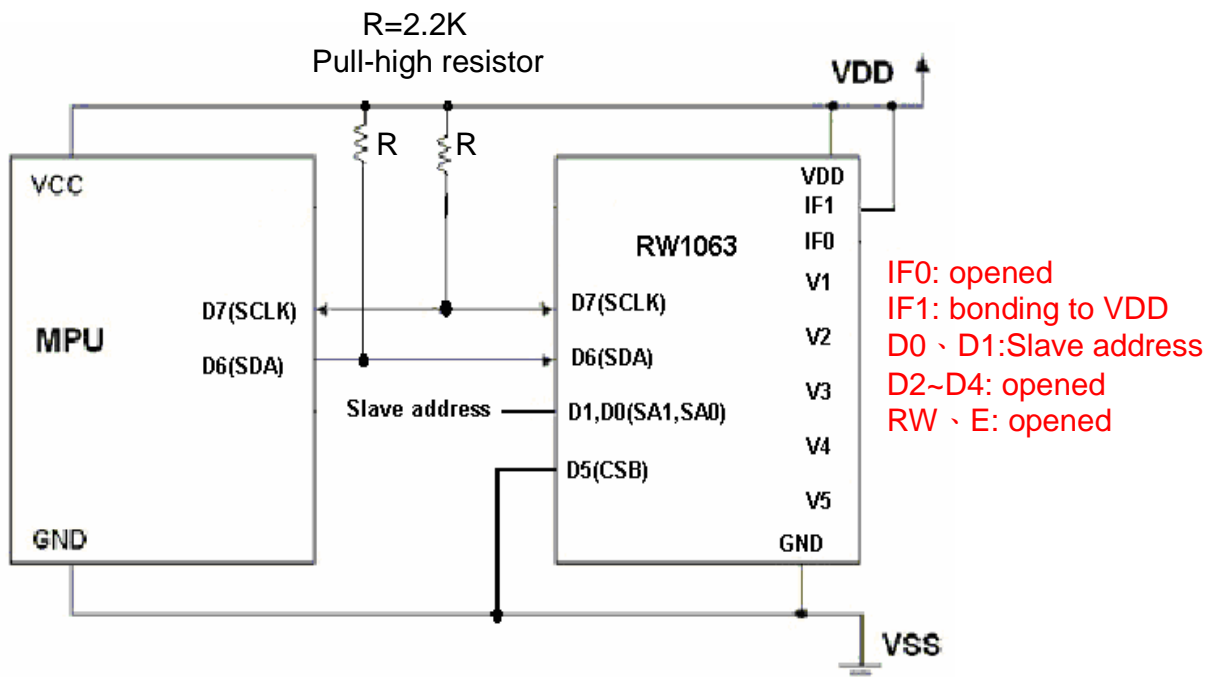 R=2.2K
Pull-high resistor
VDD
R
R
VCC
MPU
D7(SCLK)
D6(SDA)
GND
Slave address
RW1063
VDD
IF1
IF0
V1
V2
V3
V4
V5
GND
D7(SCLK)
D6(SDA)
D1,D0(SA1,SA0)
D5(CSB)
IF0: opened
IF1: bonding to VDD
D0、D1:Slave address
D2~D4: opened
RW、E: opened
VSS